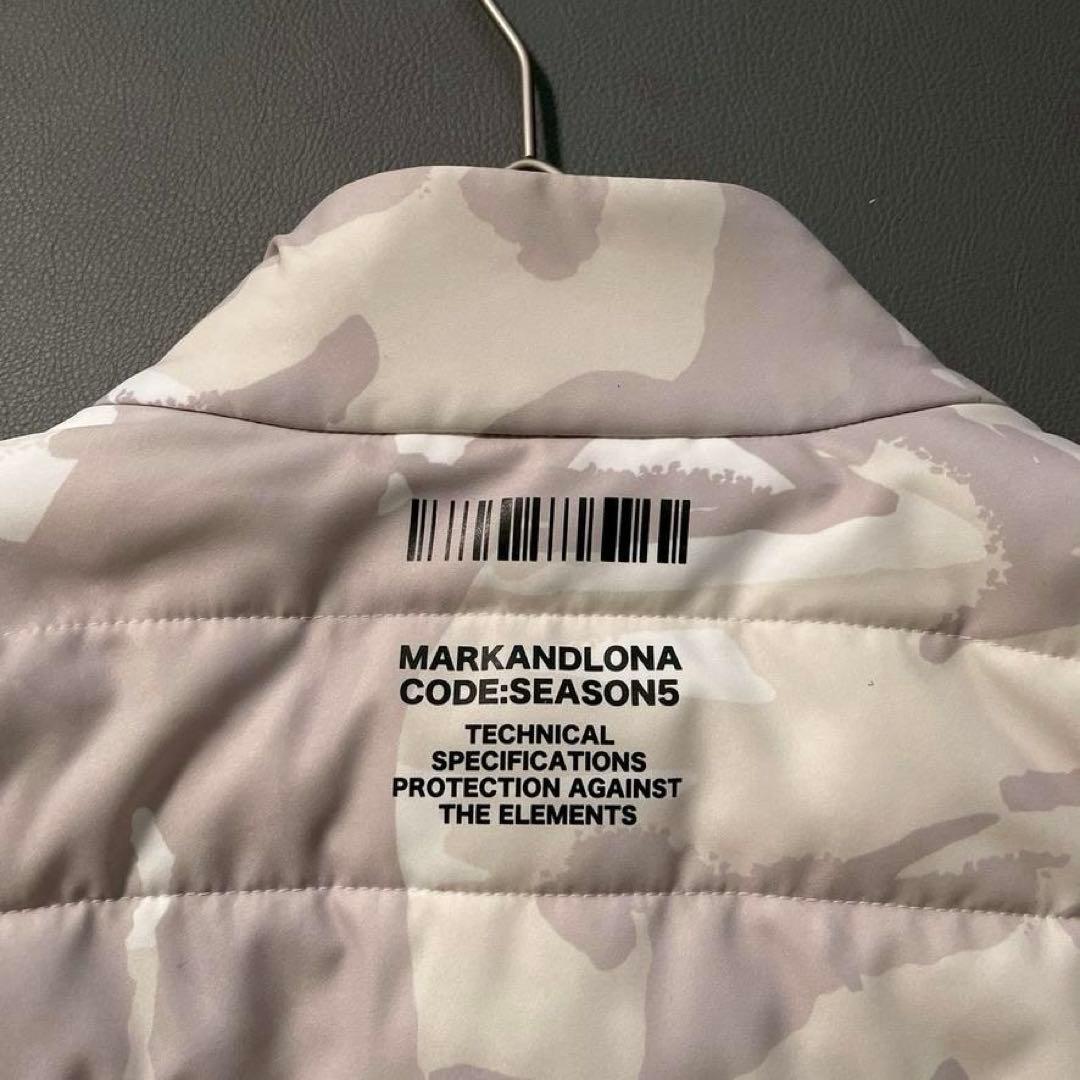 MARKANDLONA
CODE:SEASON5
TECHNICAL
SPECIFICATIONS
PROTECTION AGAINST
THE ELEMENTS